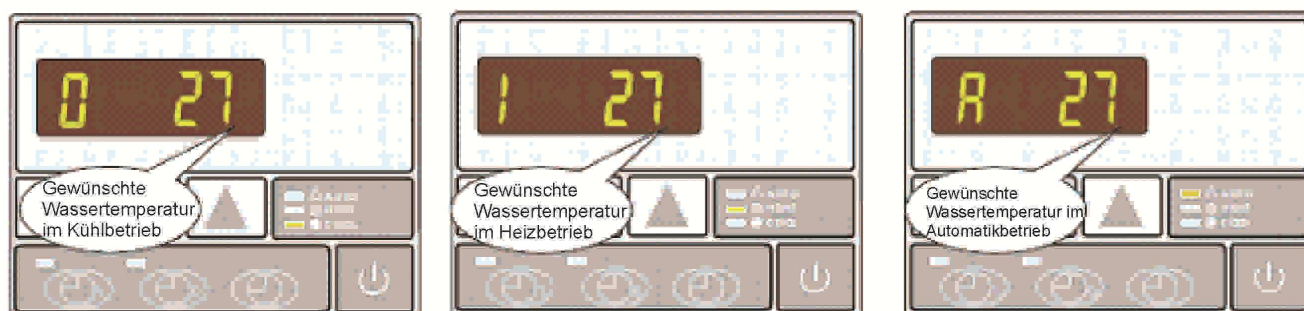 0 27
Gewünschte
Wassertemperatur
im Kühlbetrieb
1 27
Gewünschte
Wassertemperatur
im Heizbetrieb
A 27
Gewünschte
Wassertemperatur im
Automatikbetrieb